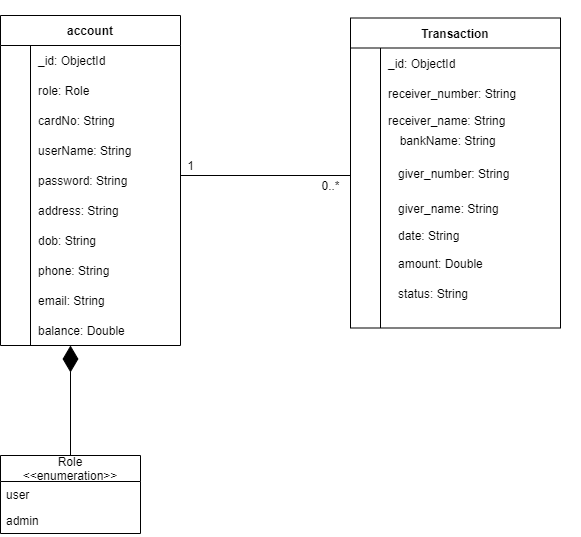 account
_id: ObjectId
role: Role
cardNo: String
userName: String
password: String
address: String
dob: String
phone: String
email: String
balance: Double
1
0..*
Transaction
_id: ObjectId
receiver_number: String
receiver_name: String
bankName: String
giver_number: String
giver_name: String
date: String
amount: Double
status: String
Role
<<enumeration>>
user
admin